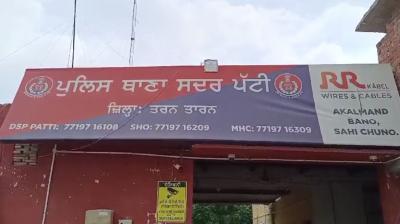 ਪੁਲਿਸ ਥਾਣਾ ਸਦਰ ਪੱਟੀ
ਜ਼ਿਲ੍ਹਾ: ਤਰਨ ਤਾਰਨ
DSP PATTI: 77197 16108 SHO: 77197 16209 MHC: 77197 16309
RR KABEL
WIRES & CABLES
AKALMAND
BANO,
SAHI CHUNO.